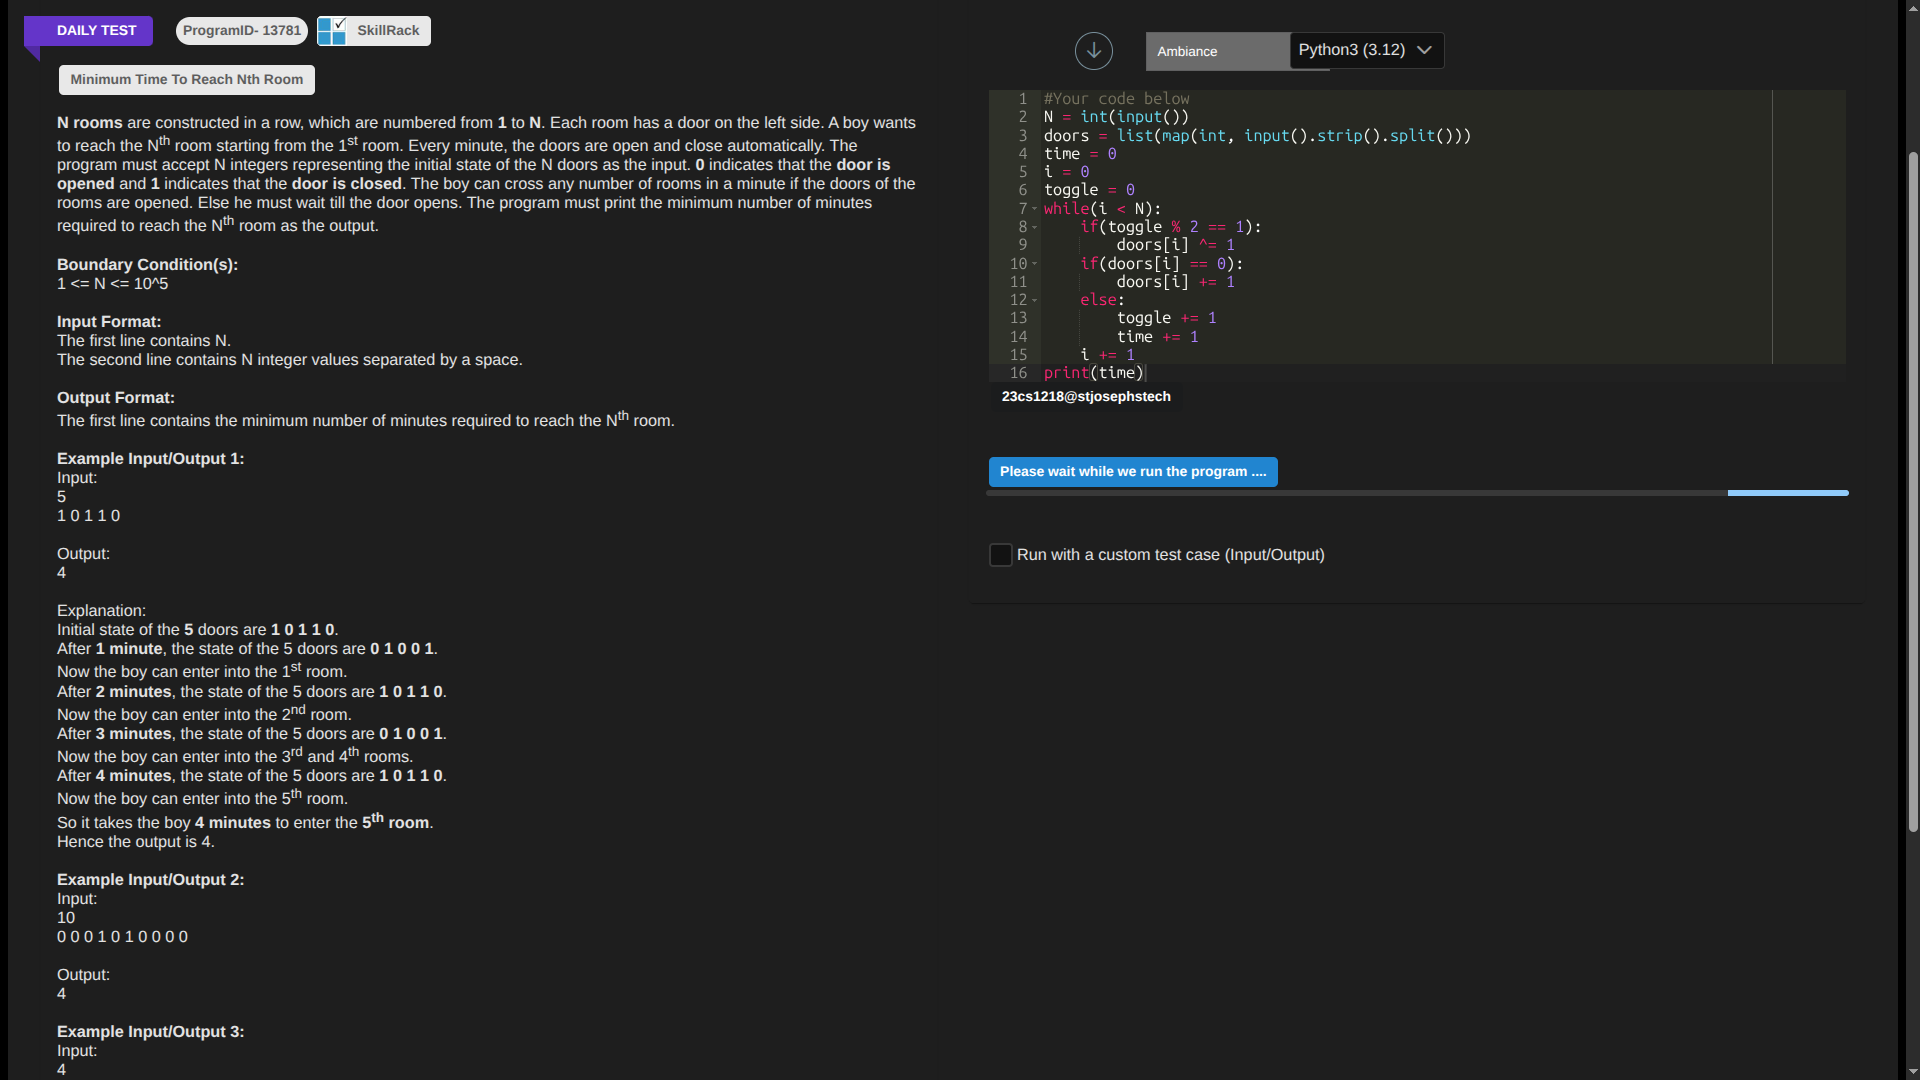 DAILY TEST
ProgramID- 13781
SkillRack
Minimum Time To Reach Nth Room
N rooms are constructed in a row, which are numbered from 1 to N. Each room has a door on the left side. A boy wants
to reach the Nth room starting from the 1st room. Every minute, the doors are open and close automatically. The
program must accept N integers representing the initial state of the N doors as the input. 0 indicates that the door is
opened and 1 indicates that the door is closed. The boy can cross any number of rooms in a minute if the doors of the
rooms are opened. Else he must wait till the door opens. The program must print the minimum number of minutes
required to reach the Nth room as the output.
Boundary Condition(s):
1 <= N <= 10^5
Input Format:
The first line contains N.
The second line contains N integer values separated by a space.
Output Format:
The first line contains the minimum number of minutes required to reach the Nth room.
Example Input/Output 1:
Input:
5
1 0 1 1 0
Output:
4
Explanation:
Initial state of the 5 doors are 1 0 1 1 0.
After 1 minute, the state of the 5 doors are 0 1 0 0 1.
Now the boy can enter into the 1st room.
After 2 minutes, the state of the 5 doors are 1 0 1 1 0.
Now the boy can enter into the 2nd room.
After 3 minutes, the state of the 5 doors are 0 1 0 0 1.
Now the boy can enter into the 3rd and 4th rooms.
After 4 minutes, the state of the 5 doors are 1 0 1 1 0.
Now the boy can enter into the 5th room.
So it takes the boy 4 minutes to enter the 5th room.
Hence the output is 4.
Example Input/Output 2:
Input:
10
0 0 0 1 0 1 0 0 0 0
Output:
4
Example Input/Output 3:
Input:
4
Ambiance
Python3 (3.12)
1 #Your code below
2 N = int(input())
3 doors = list(map(int, input().strip().split()))
4 time = 0
5 i = 0
6 toggle = 0
7 while(i < N):
8 if(toggle % 2 == 1):
9 doors[i] ^= 1
10 if(doors[i] == 0):
11 doors[i] += 1
12 else:
13 toggle += 1
14 time += 1
15 i += 1
16 print(time)
23cs1218@stjosephstech
Please wait while we run the program ....
Run with a custom test case (Input/Output)